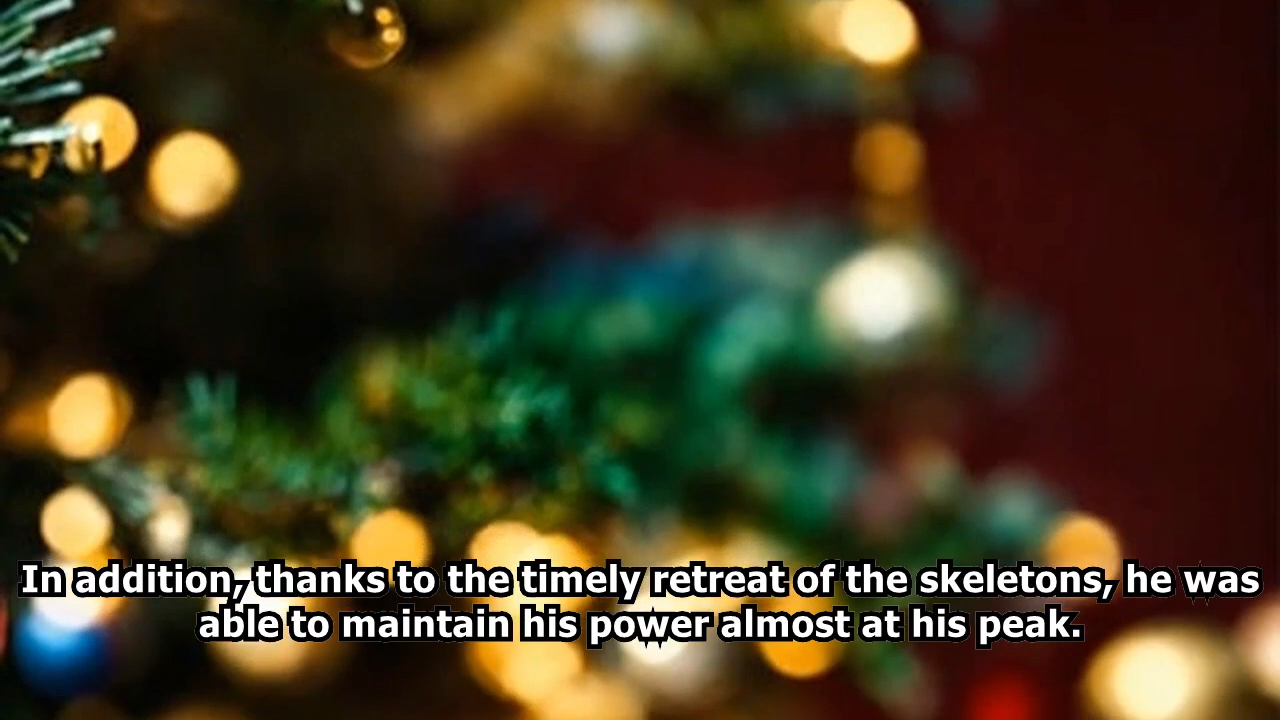 In addition, thanks to the timely retreat of the skeletons, he was
able to maintain his power almost at his peak.